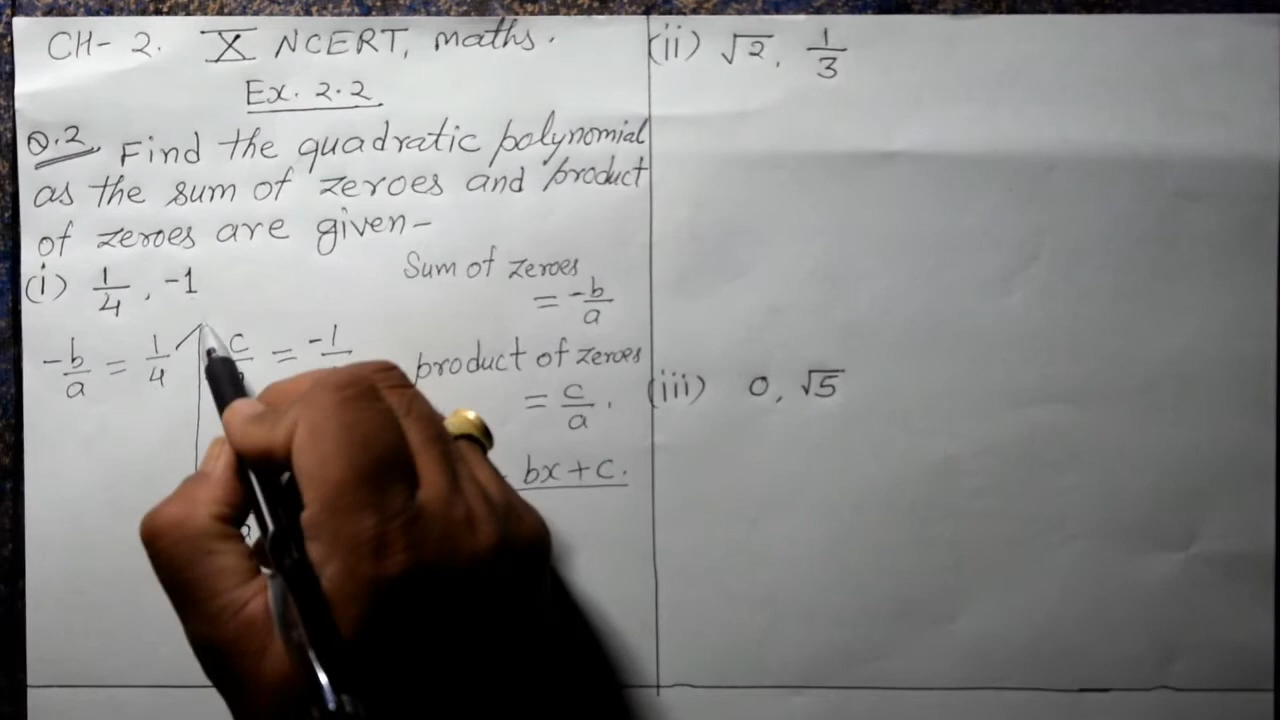 CH- 2. X NCERT, maths.
Ex. 2.2
Q.2. Find the quadratic polynomial
as the sum of zeroes and product
of zeroes are given-
(i) 1/4, -1
Sum of zeroes
= -b/a
-b/a = 1/4
product of zeroes
= c/a.
bx+c.
(ii) √2, 1/3
(iii) 0, √5